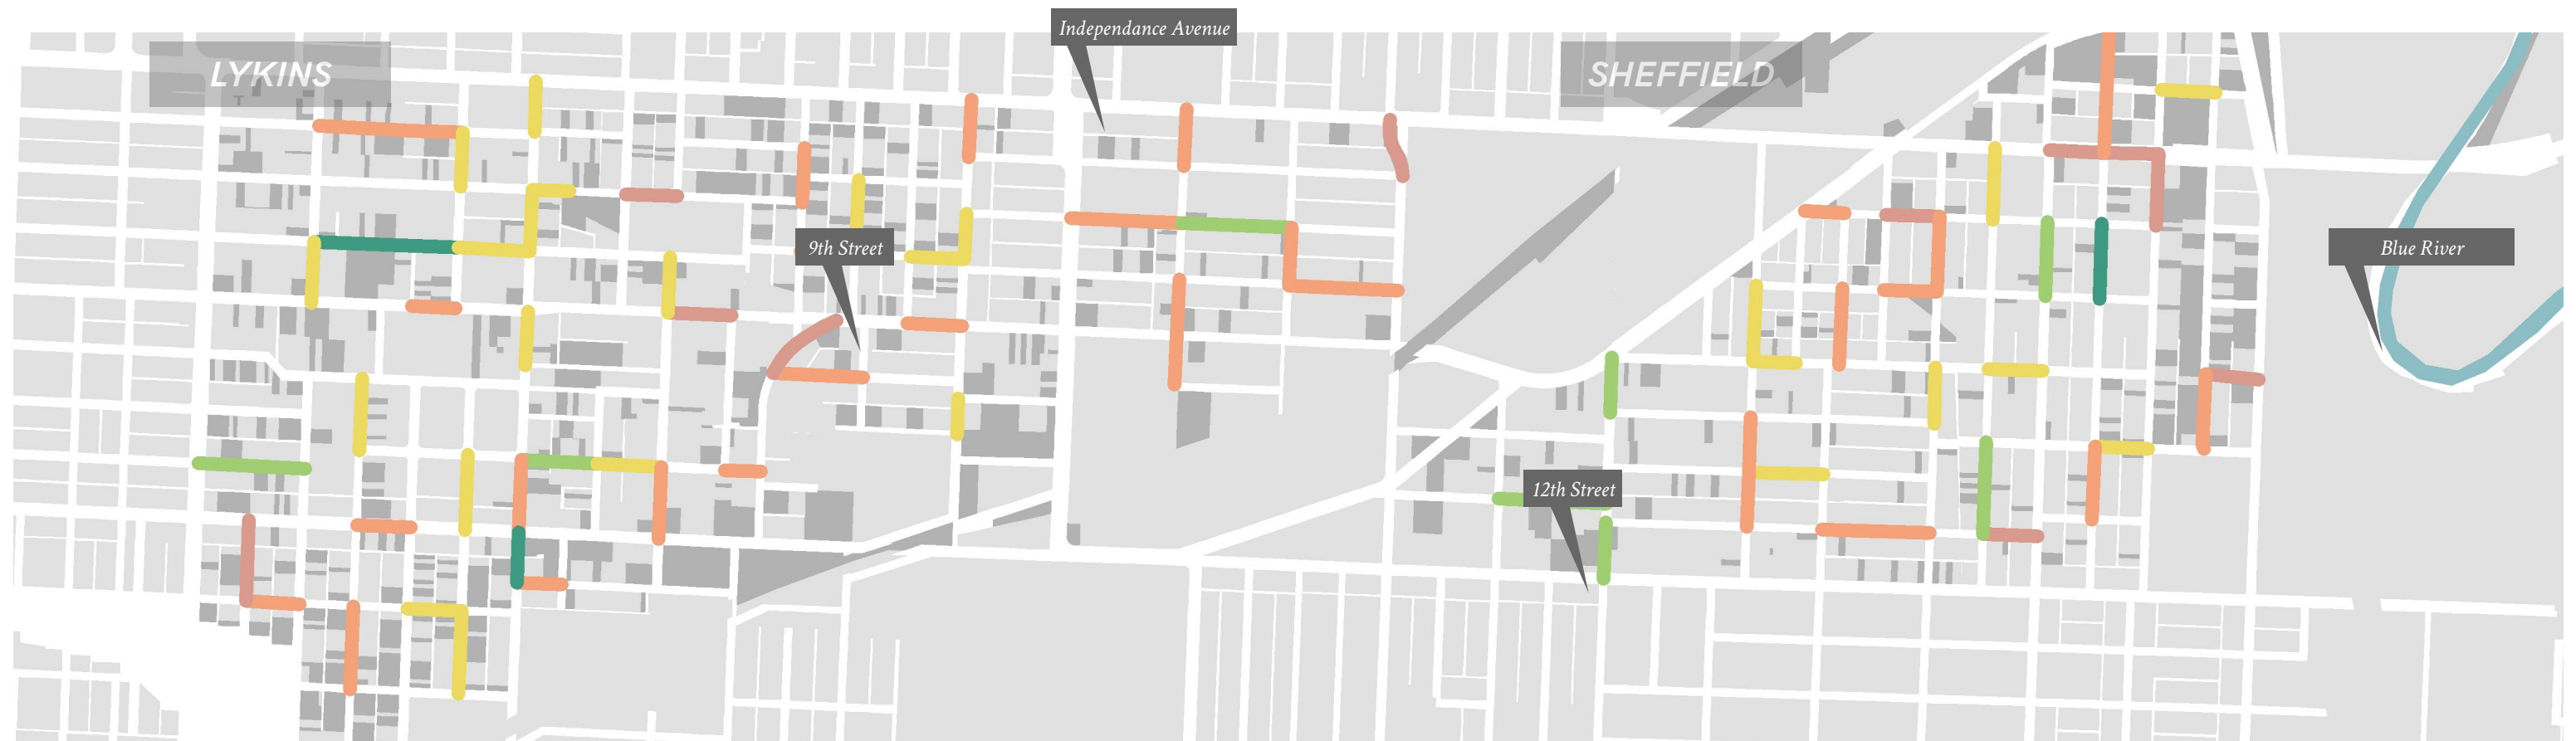 Independance Avenue
LYKINS
SHEFFIELD
9th Street
Blue River
12th Street